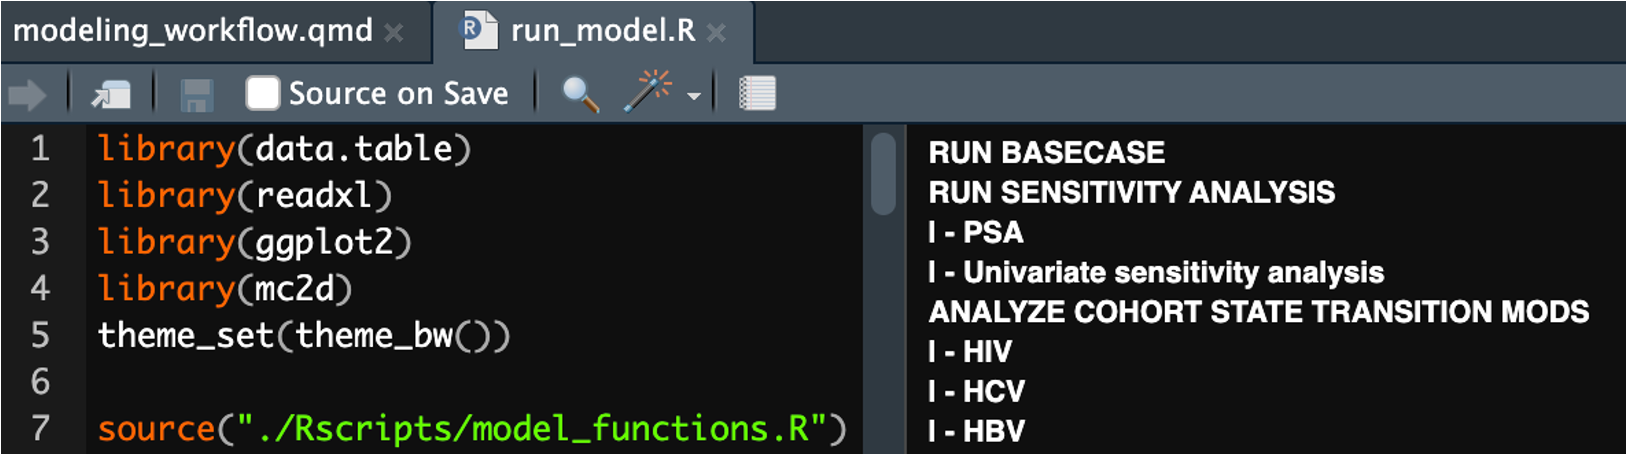 modeling_workflow.qmd × run_model.R ×
Source on Save
1 library(data.table)
2 library(readxl)
3 library(ggplot2)
4 library(mc2d)
5 theme_set(theme_bw())
6
7 source("./Rscripts/model_functions.R")
RUN BASECASE
RUN SENSITIVITY ANALYSIS
I - PSA
I - Univariate sensitivity analysis
ANALYZE COHORT STATE TRANSITION MODS
I - HIV
I - HCV
I - HBV